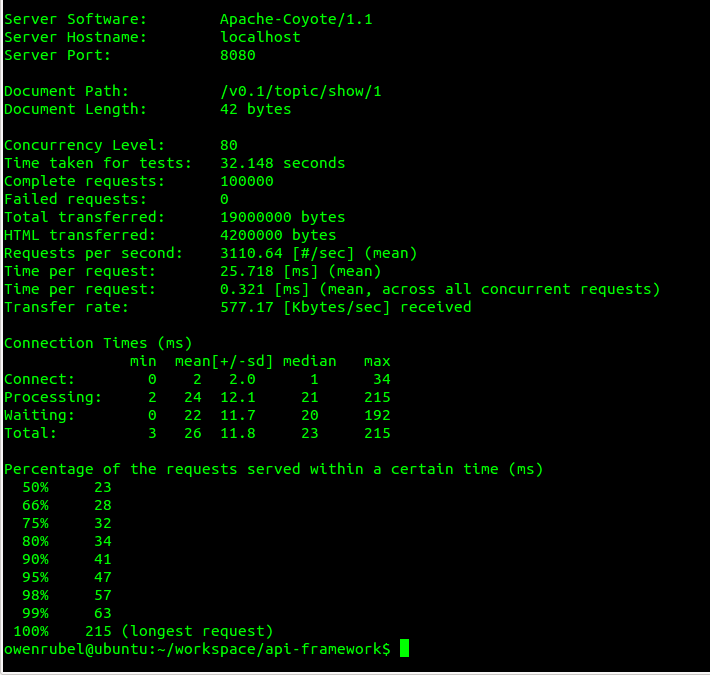 Server Software:        Apache-Coyote/1.1
Server Hostname:        localhost
Server Port:            8080
Document Path:          /v0.1/topic/show/1
Document Length:        42 bytes
Concurrency Level:      80
Time taken for tests:   32.148 seconds
Complete requests:      100000
Failed requests:        0
Total transferred:      19000000 bytes
HTML transferred:       4200000 bytes
Requests per second:    3110.64 [#/sec] (mean)
Time per request:       25.718 [ms] (mean)
Time per request:       0.321 [ms] (mean, across all concurrent requests)
Transfer rate:          577.17 [Kbytes/sec] received
Connection Times (ms)
              min  mean[+/-sd] median   max
Connect:        0    2   2.0      1      34
Processing:     2   24  12.1     21     215
Waiting:        0   22  11.7     20     192
Total:          3   26  11.8     23     215
Percentage of the requests served within a certain time (ms)
  50%     23
  66%     28
  75%     32
  80%     34
  90%     41
  95%     47
  98%     57
  99%     63
 100%    215 (longest request)
owenrubel@ubuntu:~/workspace/api-framework$